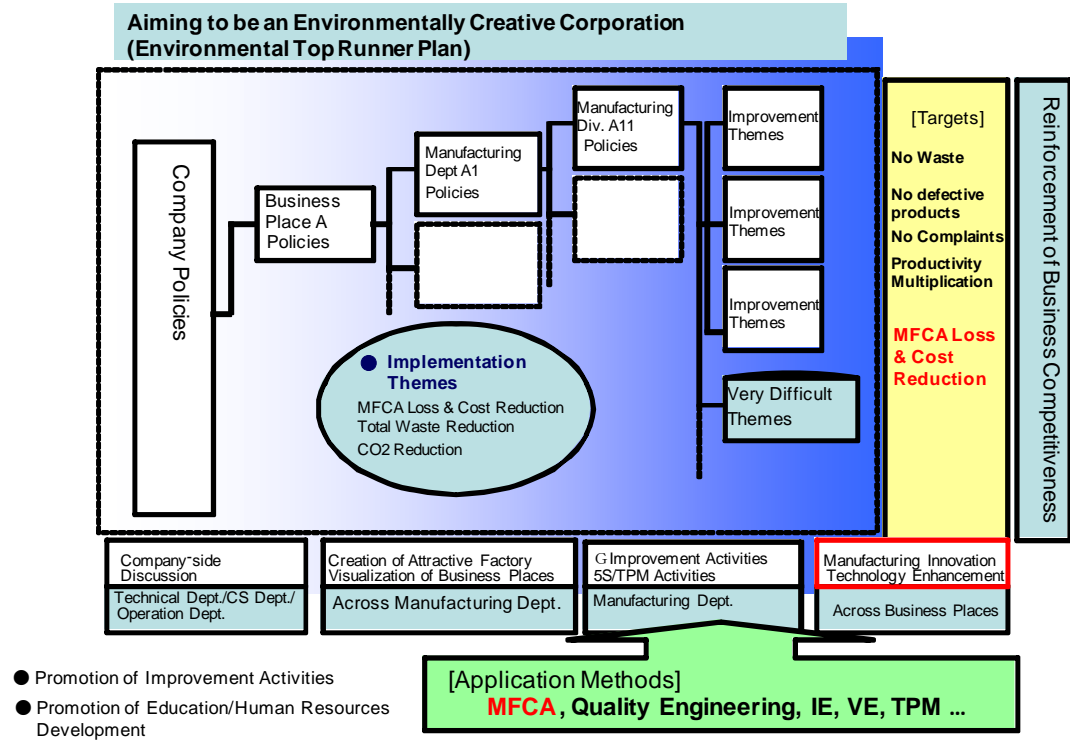 Aiming to be an Environmentally Creative Corporation
(Environmental Top Runner Plan)
Company Policies
Business
Place A
Policies
Manufacturing
Dept A1
Policies
Manufacturing
Div. A11
Policies
Improvement
Themes
Improvement
Themes
Improvement
Themes
Very Difficult
Themes
● Implementation
Themes
MFCA Loss & Cost Reduction
Total Waste Reduction
CO2 Reduction
[Targets]
No Waste
No defective
products
No Complaints
Productivity
Multiplication
MFCA Loss
& Cost
Reduction
Reinforcement of Business Competitiveness
Company-side
Discussion
Technical Dept./CS Dept./
Operation Dept.
Creation of Attractive Factory
Visualization of Business Places
Across Manufacturing Dept.
G Improvement Activities
5S/TPM Activities
Manufacturing Dept.
Manufacturing Innovation
Technology Enhancement
Across Business Places
● Promotion of Improvement Activities
● Promotion of Education/Human Resources
Development
[Application Methods]
MFCA, Quality Engineering, IE, VE, TPM ...